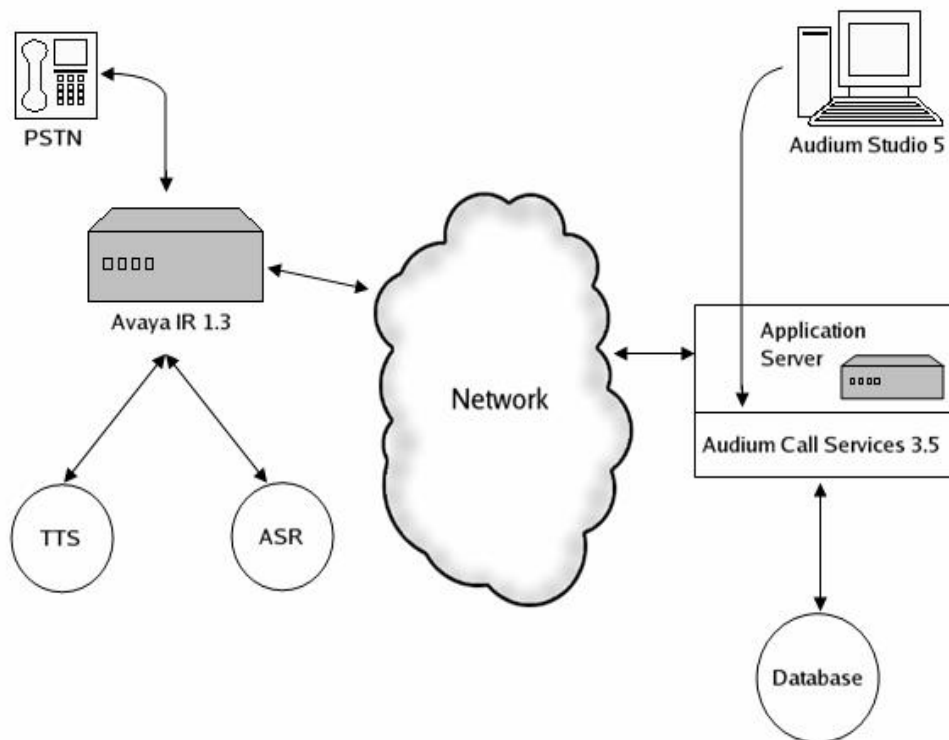 PSTN
Audium Studio 5
Avaya IR 1.3
Application
Server
Network
Audium Call Services 3.5
TTS
ASR
Database